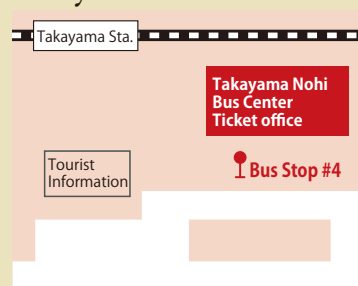 Takayama Sta.
Takayama Nohi
Bus Center
Ticket office
Bus Stop #4
Tourist
Information